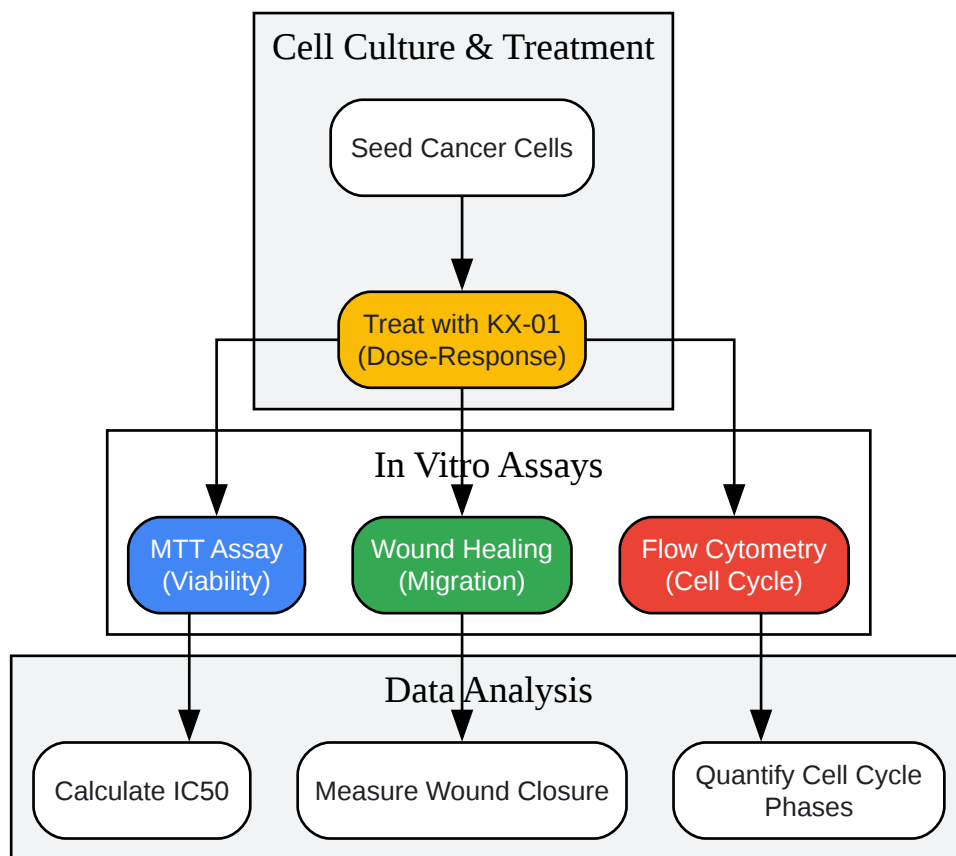 Cell Culture & Treatment
Seed Cancer Cells
Treat with KX-01
(Dose-Response)
In Vitro Assays
MTT Assay
(Viability)
Wound Healing
(Migration)
Flow Cytometry
(Cell Cycle)
Data Analysis
Calculate IC50
Measure Wound Closure
Quantify Cell Cycle
Phases